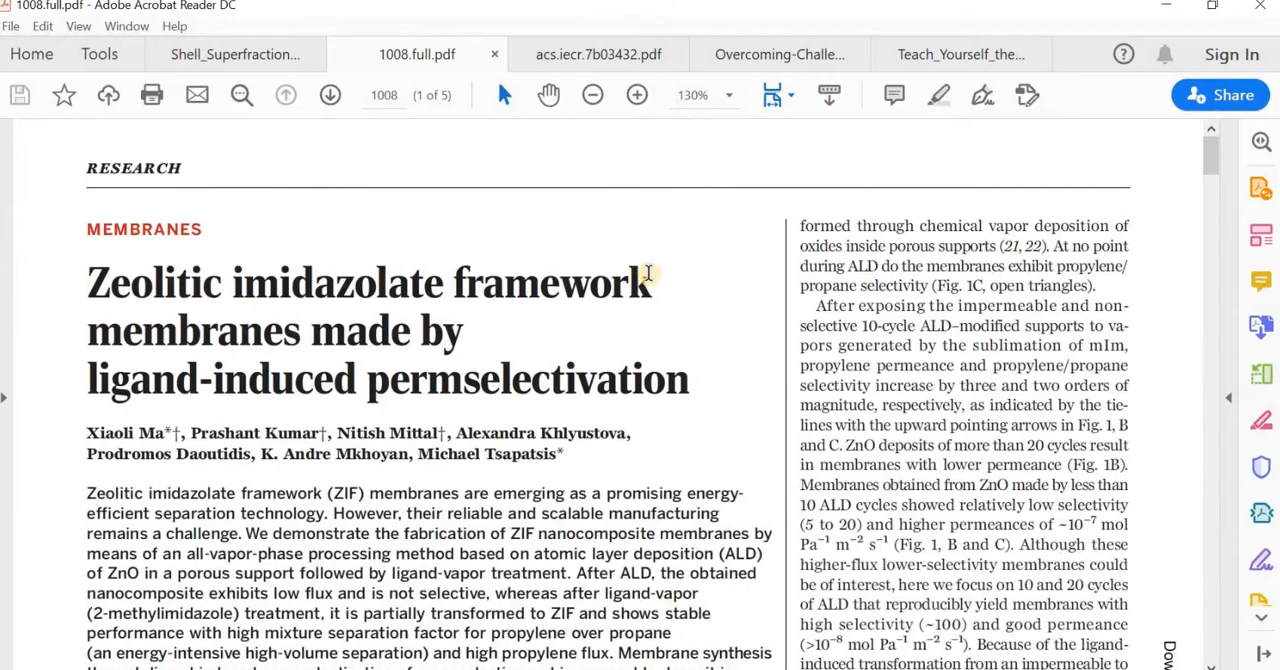 1008.full.pdf - Adobe Acrobat Reader DC
File Edit View Window Help
Home Tools Shell_Superfraction... 1008.full.pdf × acs.iecr.7b03432.pdf Overcoming-Challe... Teach_Yourself_the... Sign In
1008 (1 of 5) 130% Share
RESEARCH
MEMBRANES
Zeolitic imidazolate framework
membranes made by
ligand-induced permselectivation
Xiaoli Ma*†, Prashant Kumar†, Nitish Mittal†, Alexandra Khlyustova,
Prodromos Daoutidis, K. Andre Mkhoyan, Michael Tsapatsis*
Zeolitic imidazolate framework (ZIF) membranes are emerging as a promising energy-
efficient separation technology. However, their reliable and scalable manufacturing
remains a challenge. We demonstrate the fabrication of ZIF nanocomposite membranes by
means of an all-vapor-phase processing method based on atomic layer deposition (ALD)
of ZnO in a porous support followed by ligand-vapor treatment. After ALD, the obtained
nanocomposite exhibits low flux and is not selective, whereas after ligand-vapor
(2-methylimidazole) treatment, it is partially transformed to ZIF and shows stable
performance with high mixture separation factor for propylene over propane
(an energy-intensive high-volume separation) and high propylene flux. Membrane synthesis
formed through chemical vapor deposition of
oxides inside porous supports (21, 22). At no point
during ALD do the membranes exhibit propylene/
propane selectivity (Fig. 1C, open triangles).
After exposing the impermeable and non-
selective 10-cycle ALD–modified supports to va-
pors generated by the sublimation of mIm,
propylene permeance and propylene/propane
selectivity increase by three and two orders of
magnitude, respectively, as indicated by the tie-
lines with the upward pointing arrows in Fig. 1, B
and C. ZnO deposits of more than 20 cycles result
in membranes with lower permeance (Fig. 1B).
Membranes obtained from ZnO made by less than
10 ALD cycles showed relatively low selectivity
(5 to 20) and higher permeances of ~10⁻⁷ mol
Pa⁻¹ m⁻² s⁻¹ (Fig. 1, B and C). Although these
higher-flux lower-selectivity membranes could
be of interest, here we focus on 10 and 20 cycles
of ALD that reproducibly yield membranes with
high selectivity (~100) and good permeance
(>10⁻⁸ mol Pa⁻¹ m⁻² s⁻¹). Because of the ligand-
induced transformation from an impermeable to
Dow